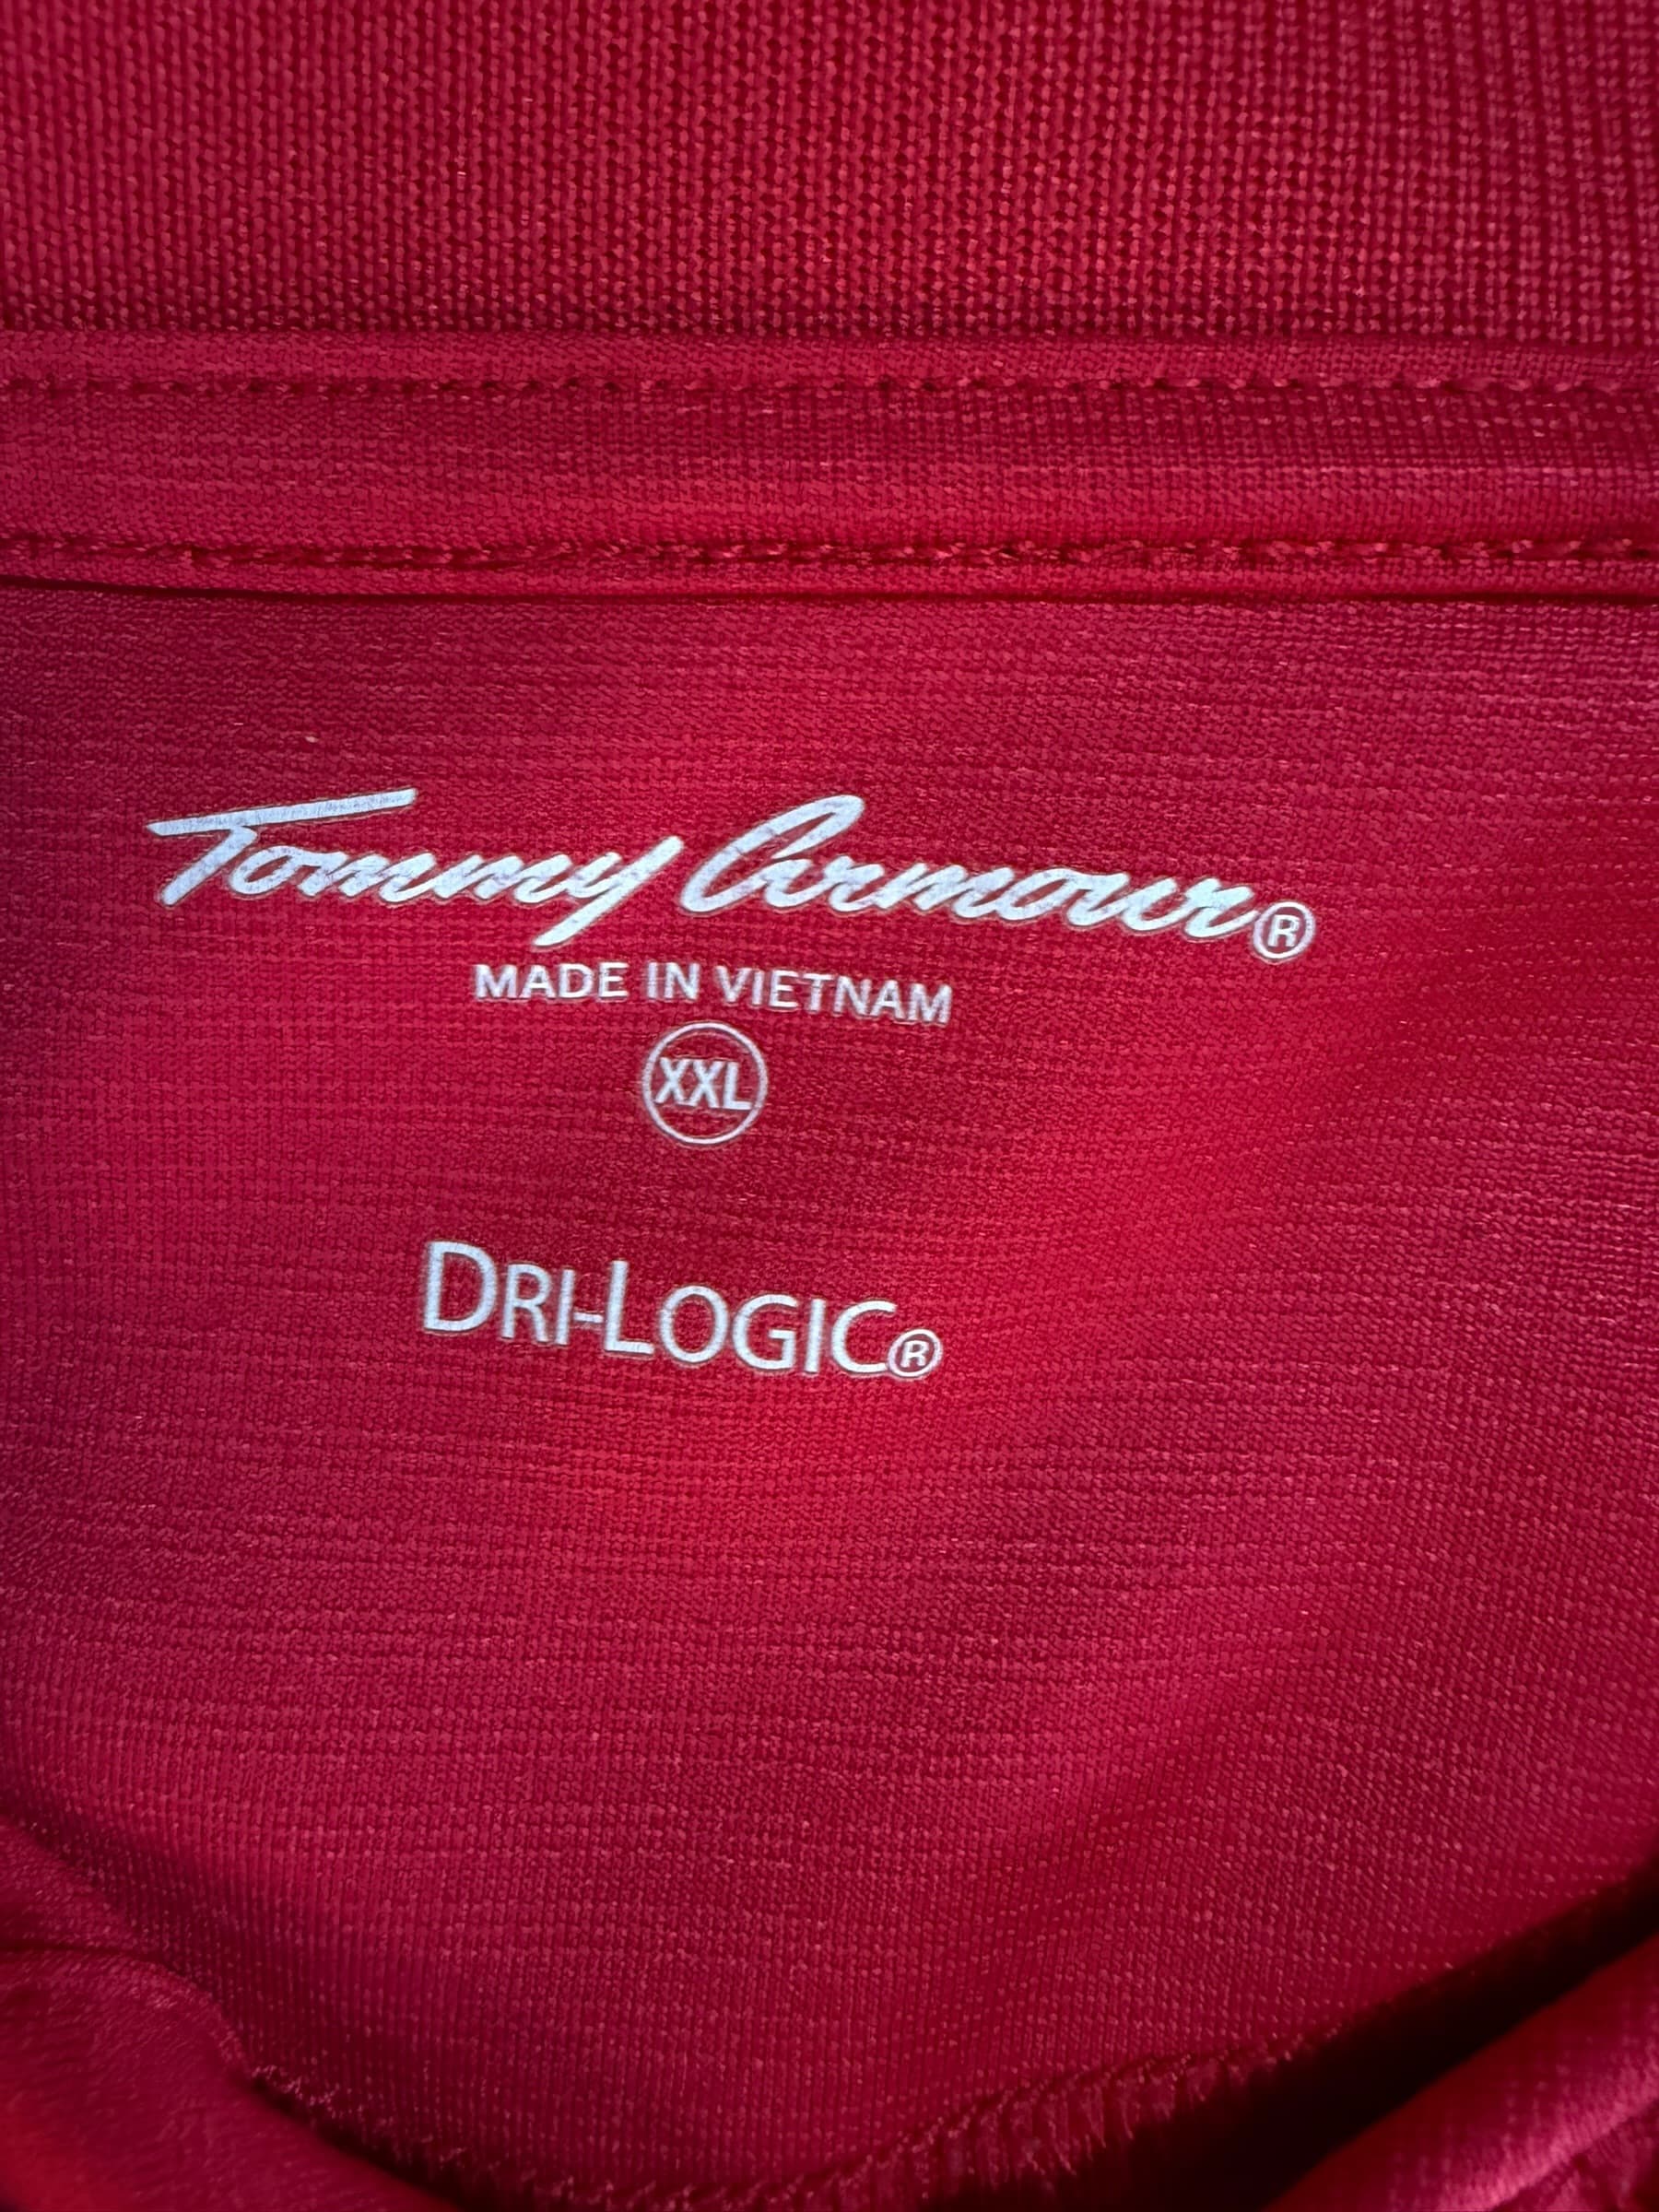 Tommy Armour®
MADE IN VIETNAM
XXL
DRI-LOGIC®